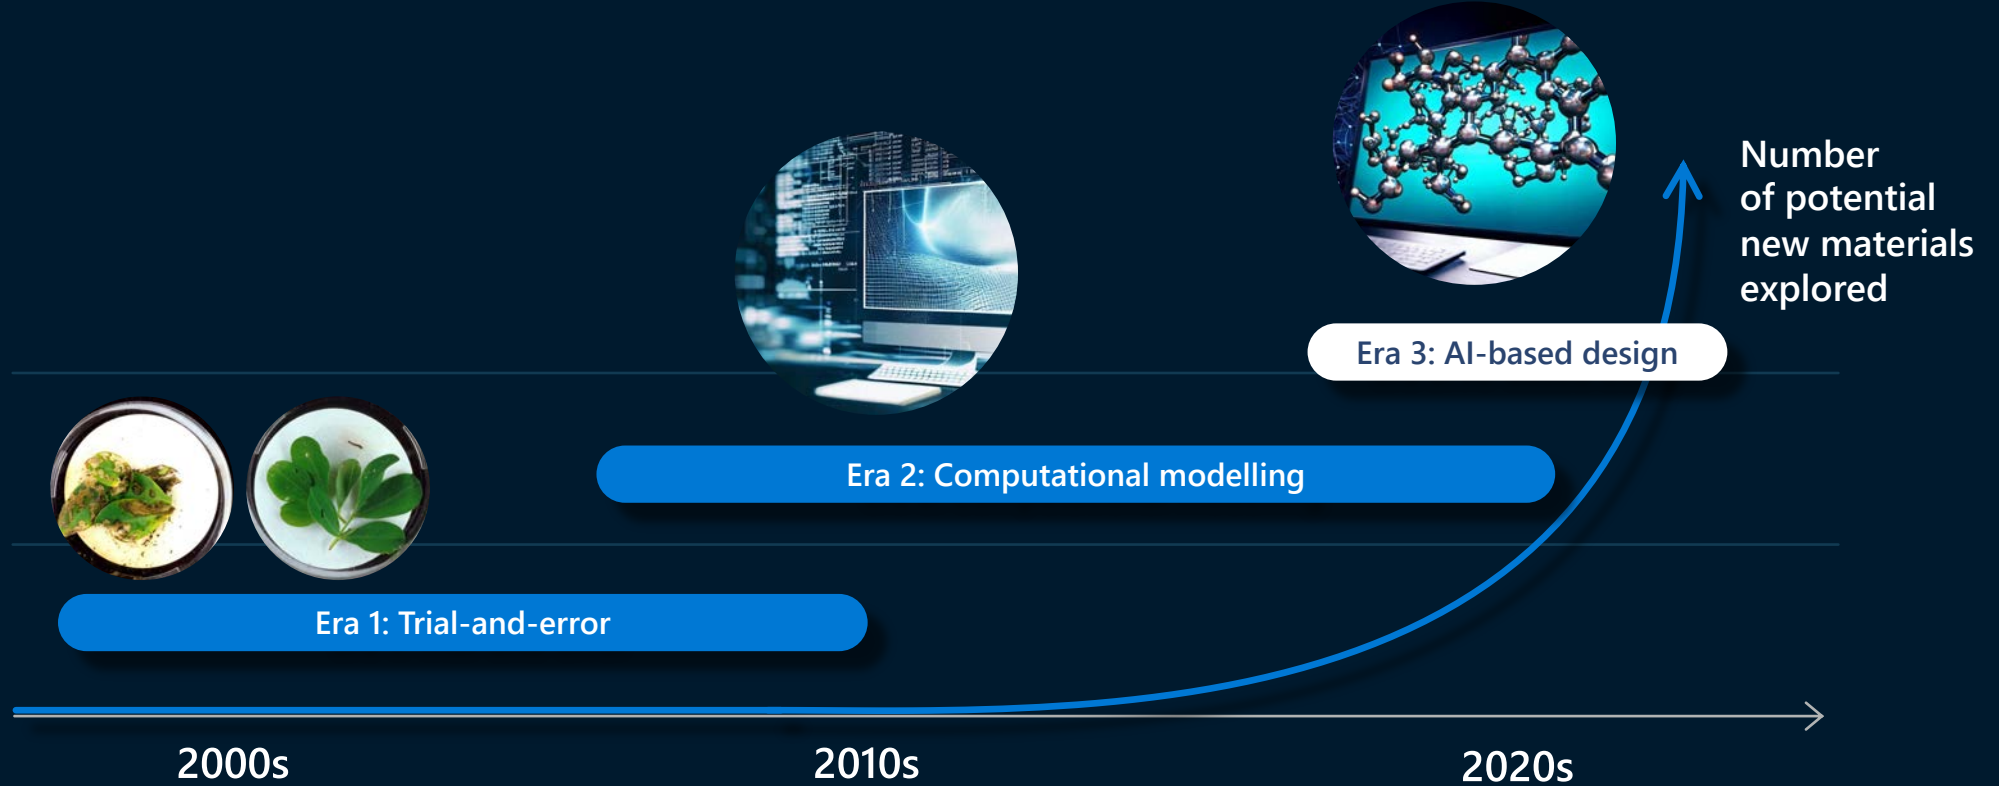 Number
of potential
new materials
explored
Era 3: AI-based design
Era 2: Computational modelling
Era 1: Trial-and-error
2000s
2010s
2020s